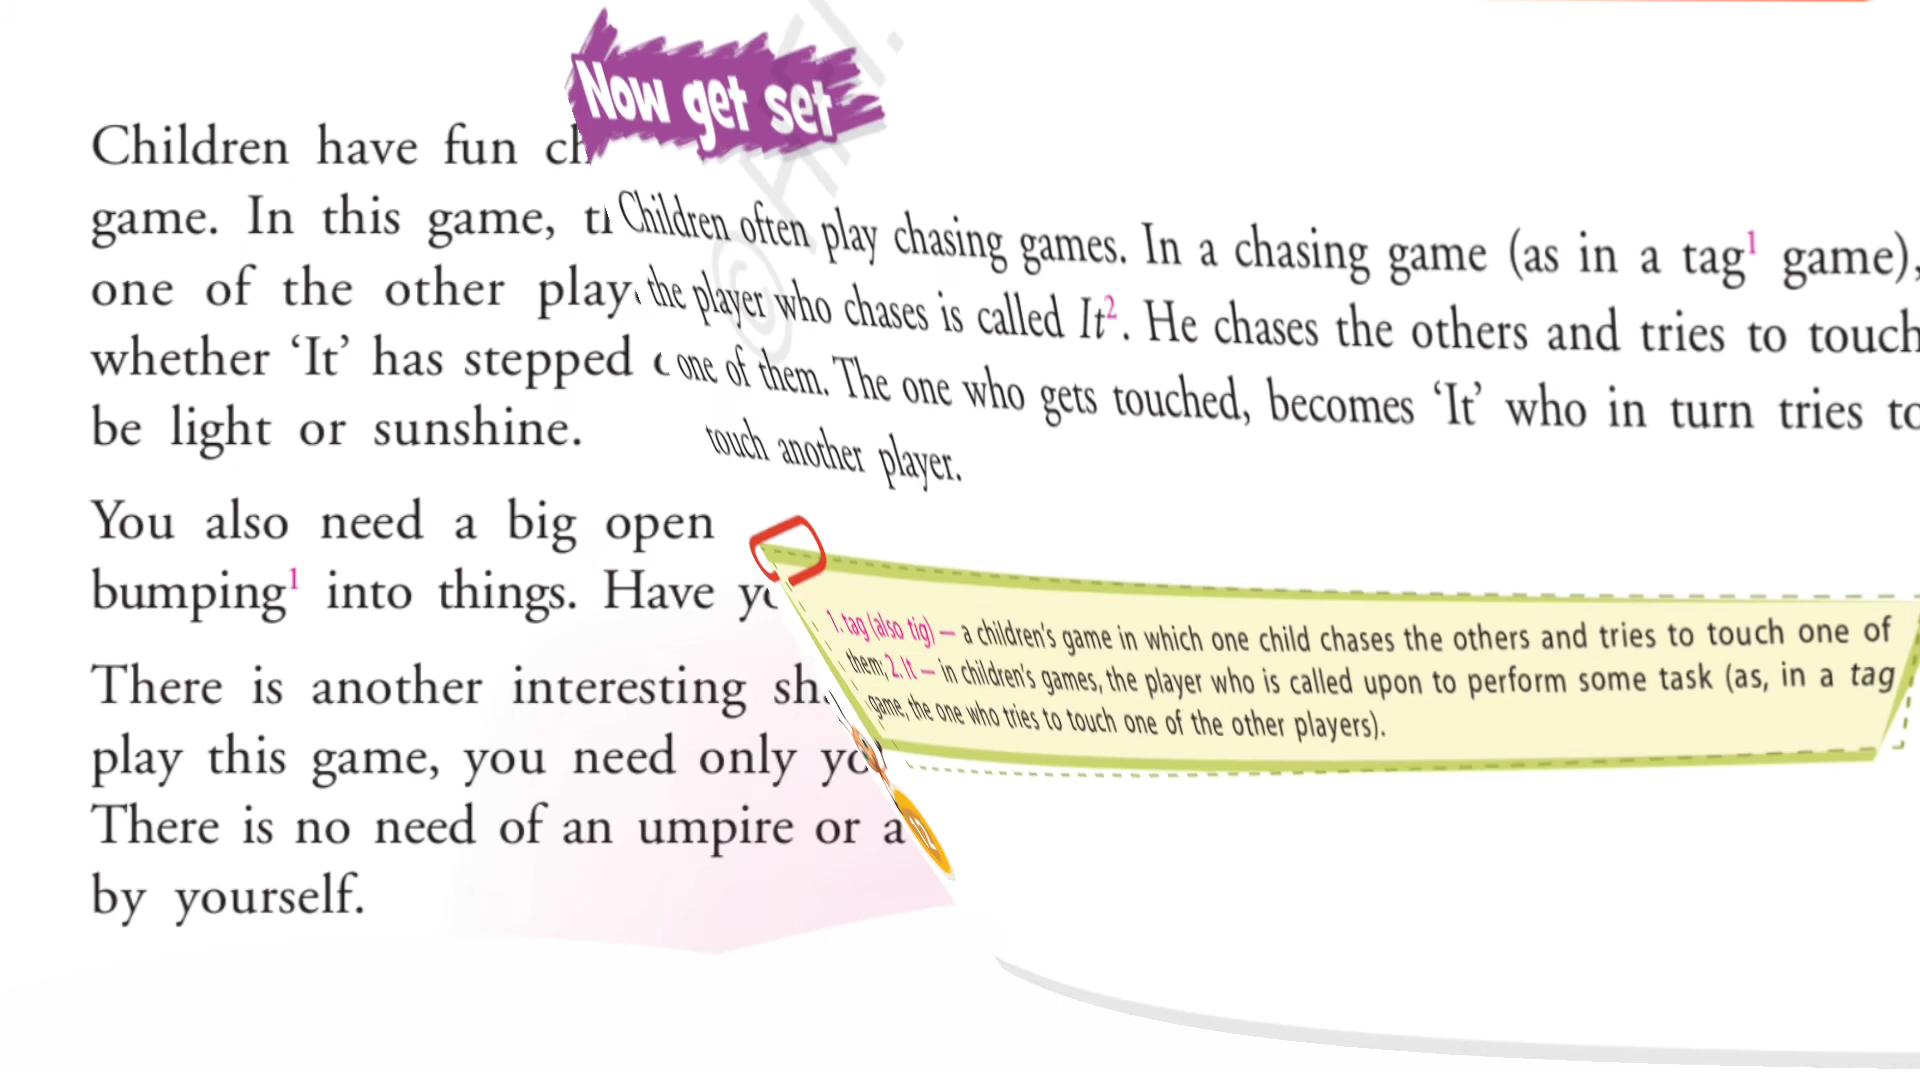 Children have fun
game. In this game,
one of the other
whether ‘It’ has stepped
be light or sunshine.
You also need a big open
bumping¹ into things. Have
There is another interesting
play this game, you need only
There is no need of an umpire or a
by yourself.
Now get set
Children often play chasing games. In a chasing game (as in a tag¹ game),
the player who chases is called It². He chases the others and tries to touch
one of them. The one who gets touched, becomes ‘It’ who in turn tries to
touch another player.
1. tag (also tig) – a children's game in which one child chases the others and tries to touch one of
them; 2. It – in children's games, the player who is called upon to perform some task (as, in a tag
game, the one who tries to touch one of the other players).